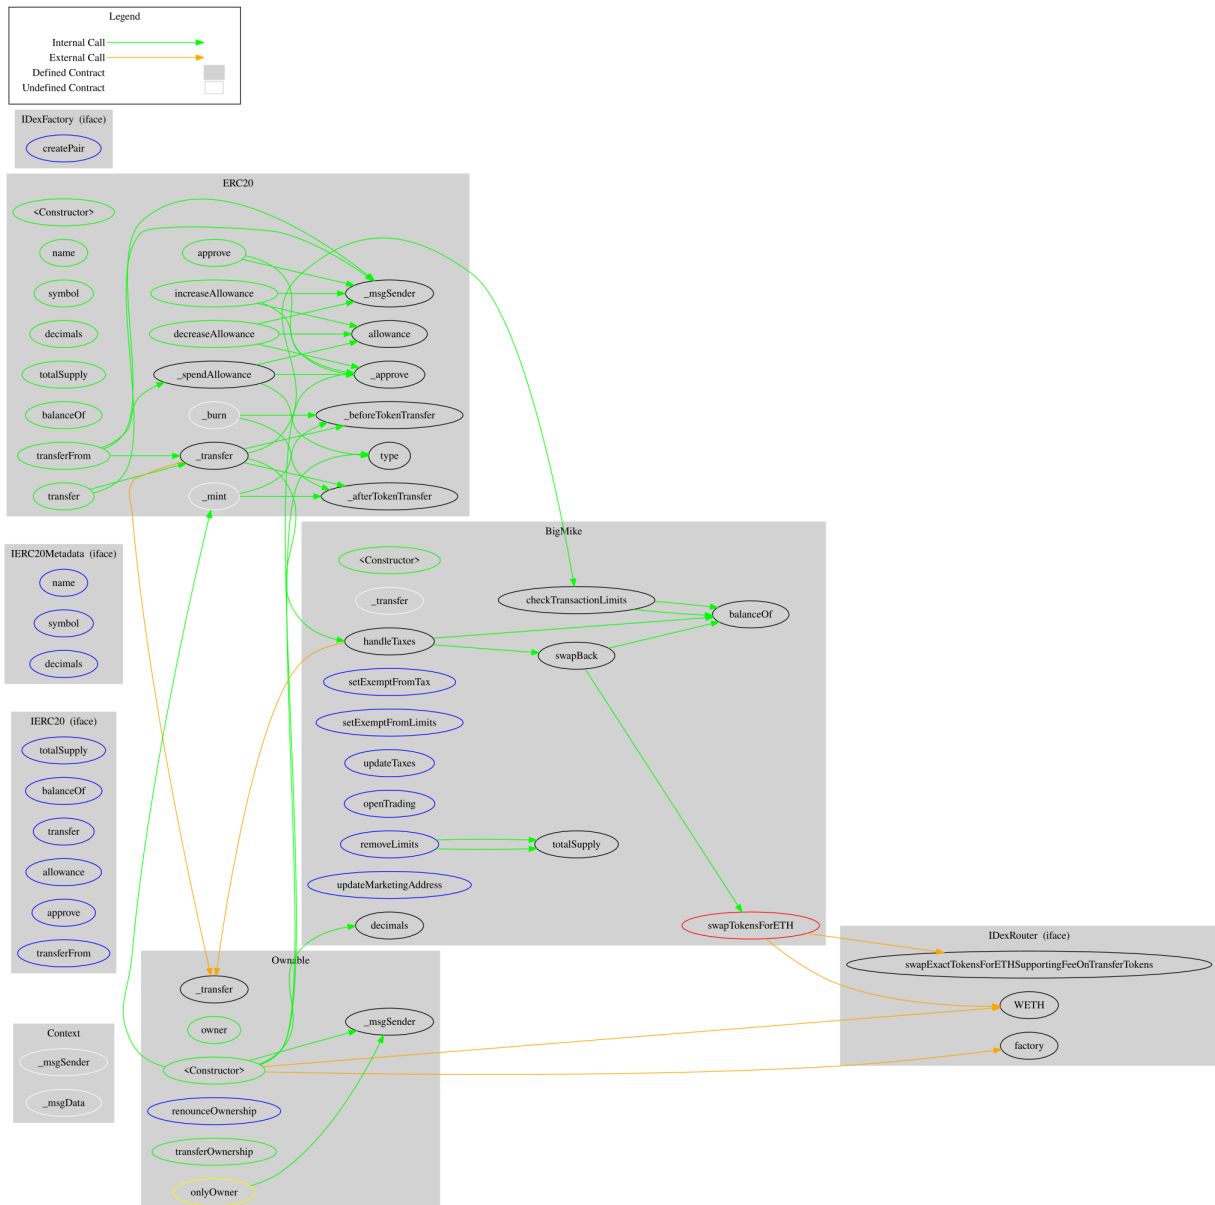 Legend
Internal Call
External Call
Defined Contract
Undefined Contract
IDexFactory (iface)
createPair
ERC20
<Constructor>
name
symbol
decimals
totalSupply
balanceOf
transferFrom
transfer
approve
increaseAllowance
decreaseAllowance
_spendAllowance
_burn
_transfer
_mint
_msgSender
allowance
_approve
_beforeTokenTransfer
type
_afterTokenTransfer
IERC20Metadata (iface)
name
symbol
decimals
IERC20 (iface)
totalSupply
balanceOf
transfer
allowance
approve
transferFrom
Context
_msgSender
_msgData
BigMike
<Constructor>
_transfer
handleTaxes
setExemptFromTax
setExemptFromLimits
updateTaxes
openTrading
removeLimits
updateMarketingAddress
decimals
checkTransactionLimits
swapBack
totalSupply
balanceOf
swapTokensForETH
Ownable
_transfer
owner
<Constructor>
renounceOwnership
transferOwnership
onlyOwner
_msgSender
IDexRouter (iface)
swapExactTokensForETHSupportingFeeOnTransferTokens
WETH
factory